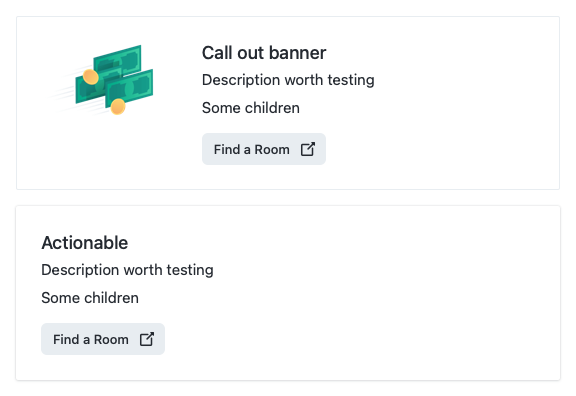 Call out banner
Description worth testing
Some children
Find a Room
Actionable
Description worth testing
Some children
Find a Room